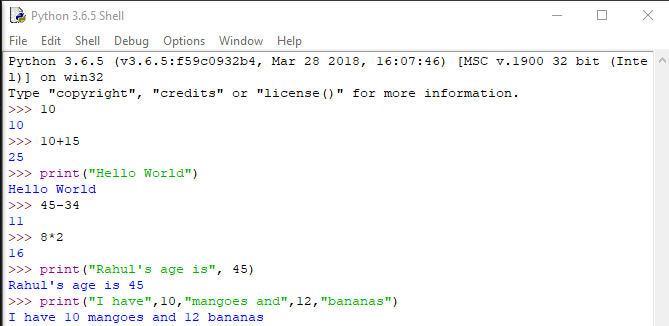 Python 3.6.5 Shell
File Edit Shell Debug Options Window Help
Python 3.6.5 (v3.6.5:f59c0932b4, Mar 28 2018, 16:07:46) [MSC v.1900 32 bit (Inte
l)] on win32
Type "copyright", "credits" or "license()" for more information.
>>> 10
10
>>> 10+15
25
>>> print("Hello World")
Hello World
>>> 45-34
11
>>> 8*2
16
>>> print("Rahul's age is", 45)
Rahul's age is 45
>>> print("I have",10,"mangoes and",12,"bananas")
I have 10 mangoes and 12 bananas